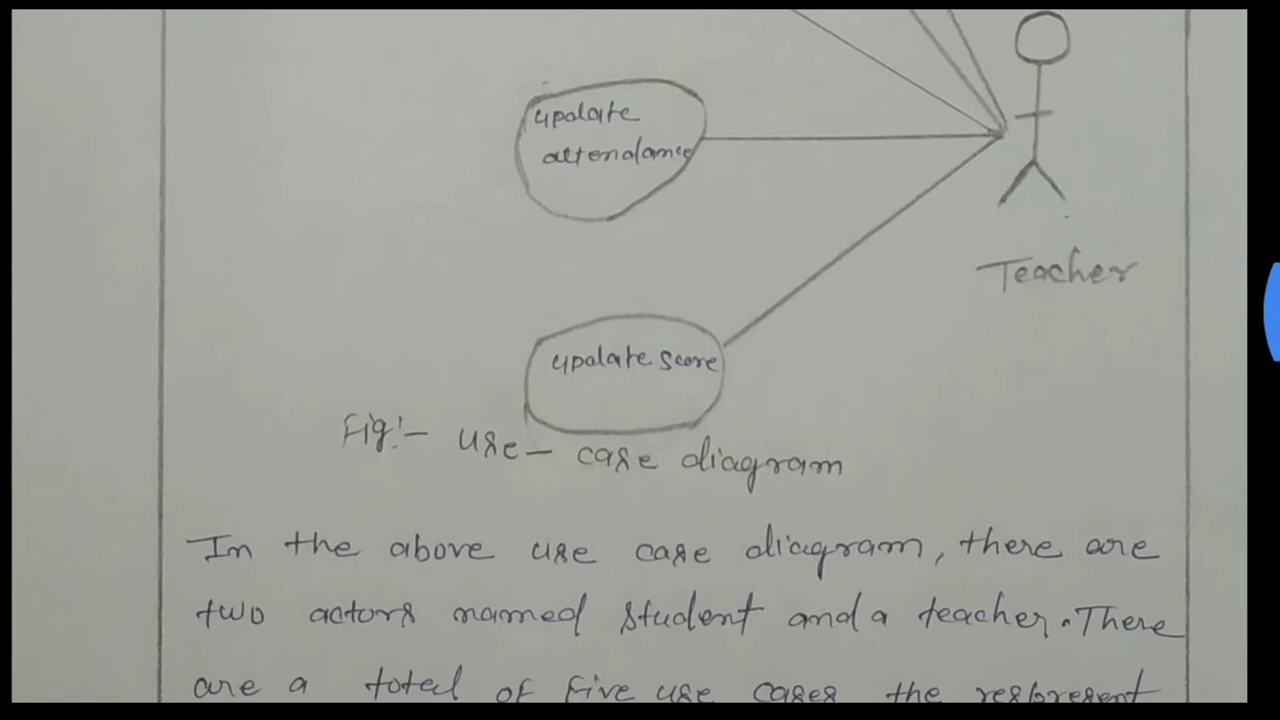 update
attendance
Teacher
update score
Fig:- use- case diagram
In the above use case diagram, there are
two actors named student and a teacher. There
are a total of five use cases the